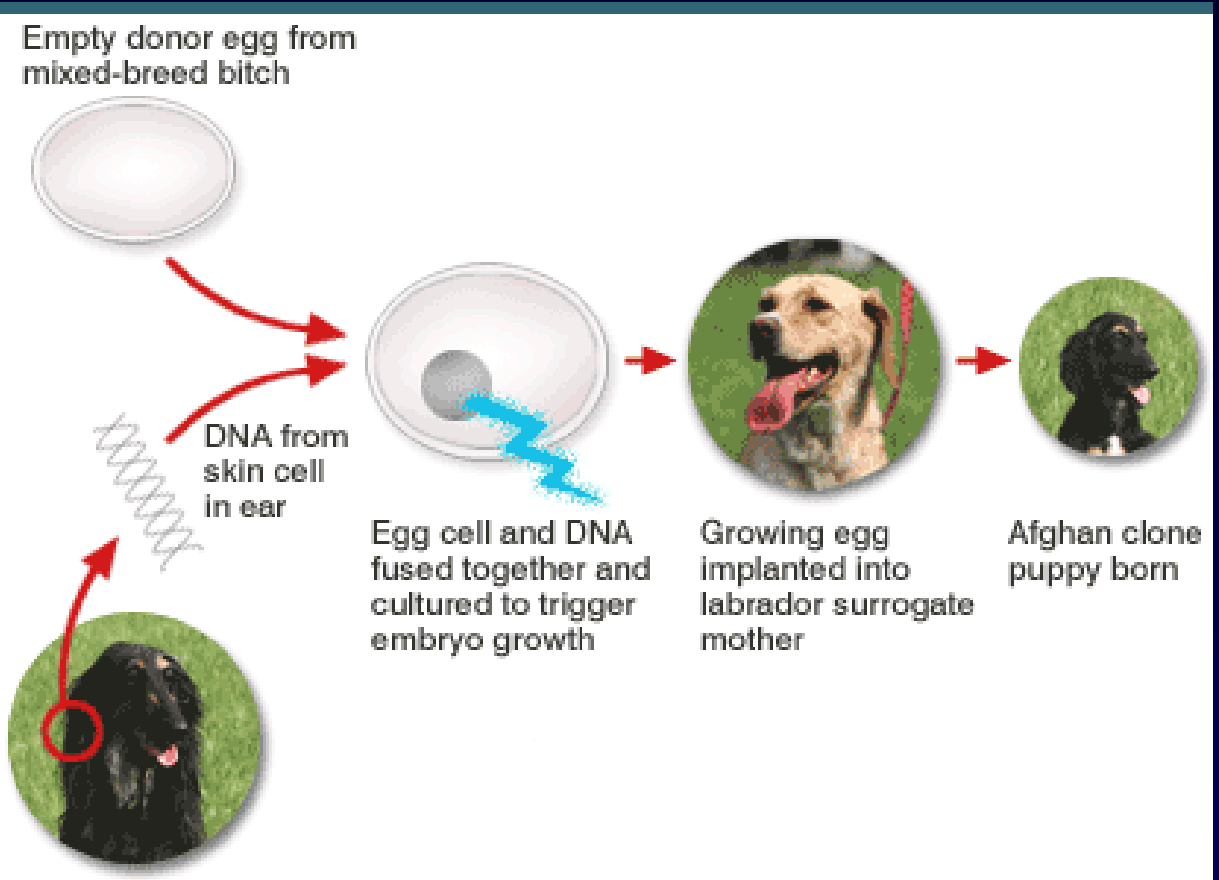 Empty donor egg from
mixed-breed bitch
DNA from
skin cell
in ear
Egg cell and DNA
fused together and
cultured to trigger
embryo growth
Growing egg
implanted into
labrador surrogate
mother
Afghan clone
puppy born